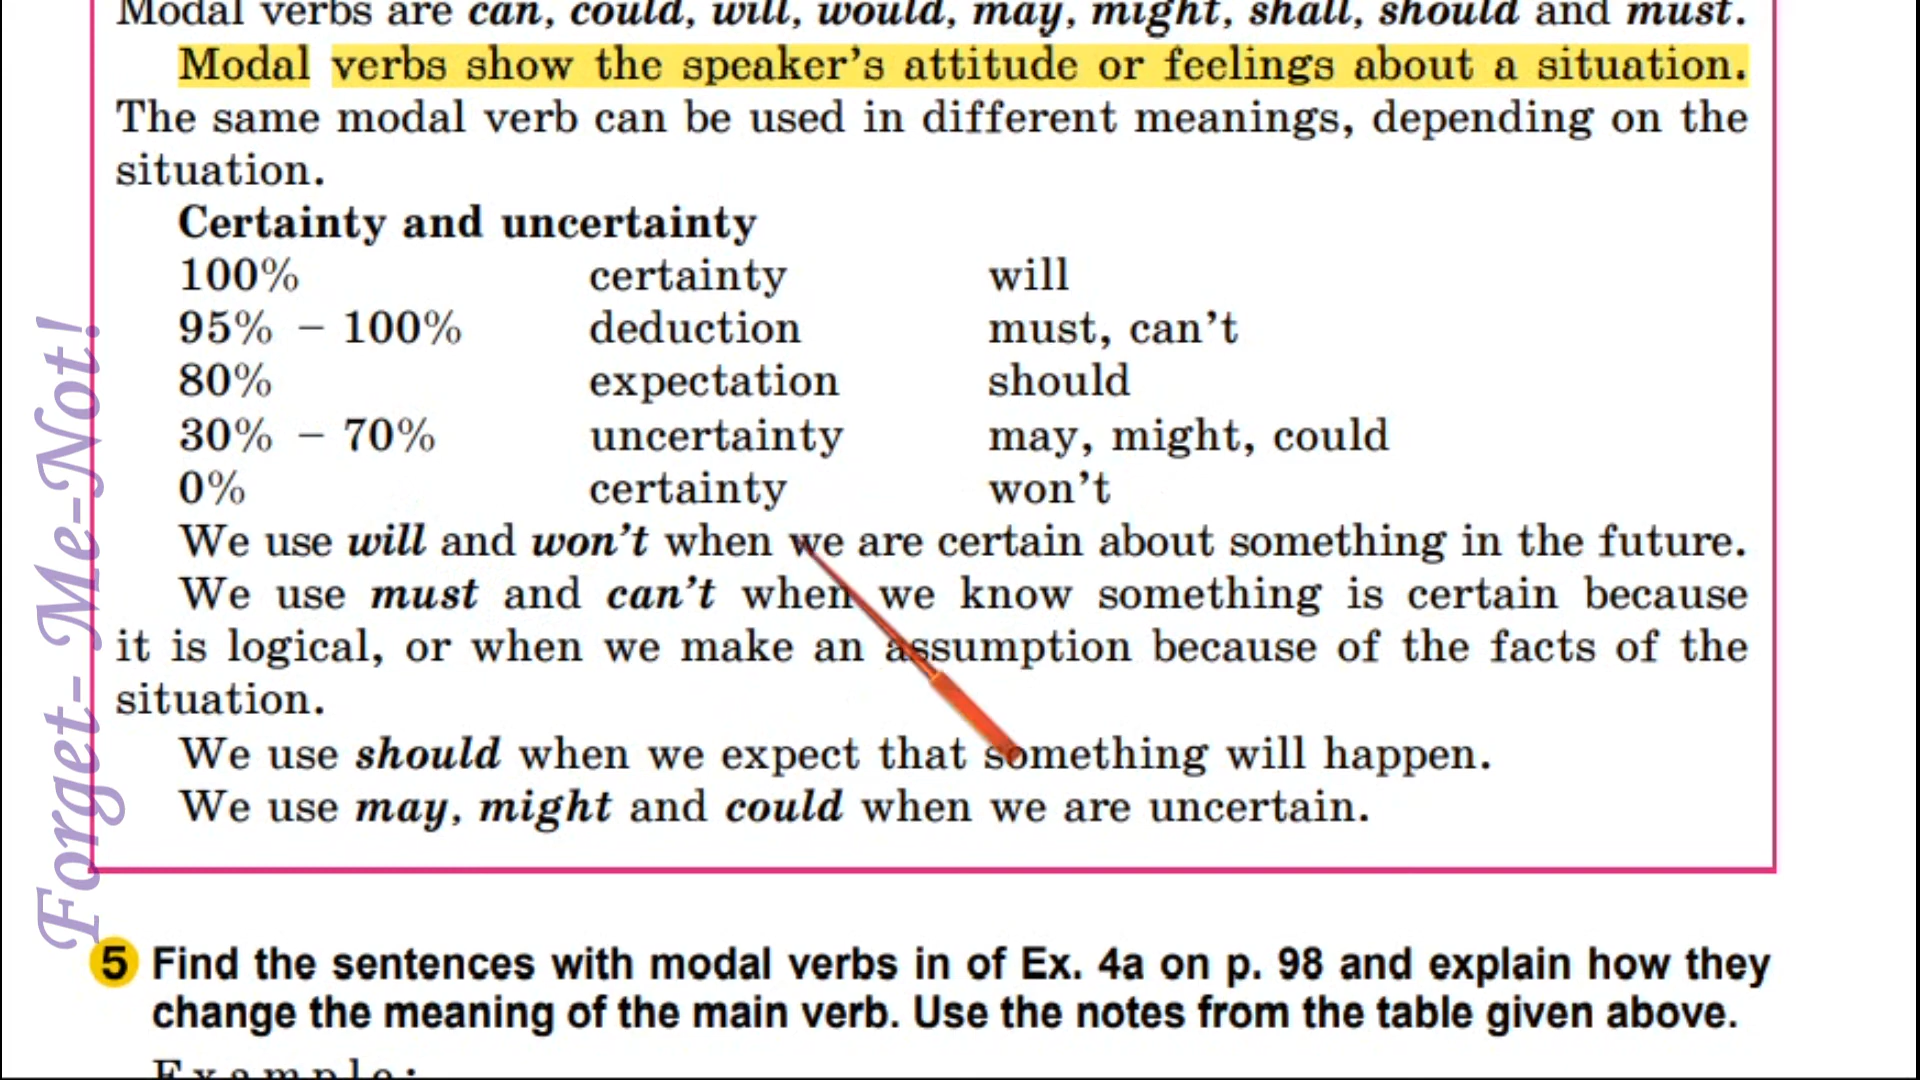 Modal verbs are can, could, will, would, may, might, shall, should and must.
Modal verbs show the speaker's attitude or feelings about a situation.
The same modal verb can be used in different meanings, depending on the
situation.
Certainty and uncertainty
100% certainty will
95% – 100% deduction must, can't
80% expectation should
30% – 70% uncertainty may, might, could
0% certainty won't
We use will and won't when we are certain about something in the future.
We use must and can't when we know something is certain because
it is logical, or when we make an assumption because of the facts of the
situation.
We use should when we expect that something will happen.
We use may, might and could when we are uncertain.
Forget-Me-Not!
5 Find the sentences with modal verbs in of Ex. 4a on p. 98 and explain how they
change the meaning of the main verb. Use the notes from the table given above.
Example: